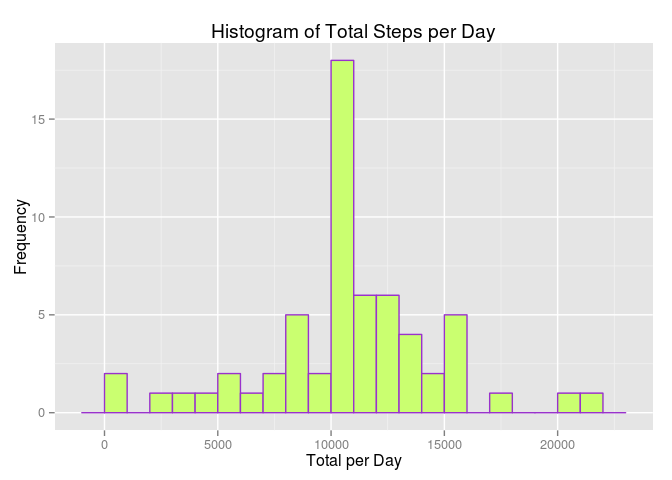 Histogram of Total Steps per Day
Frequency
15
10
5
0
0 5000 10000 15000 20000
Total per Day